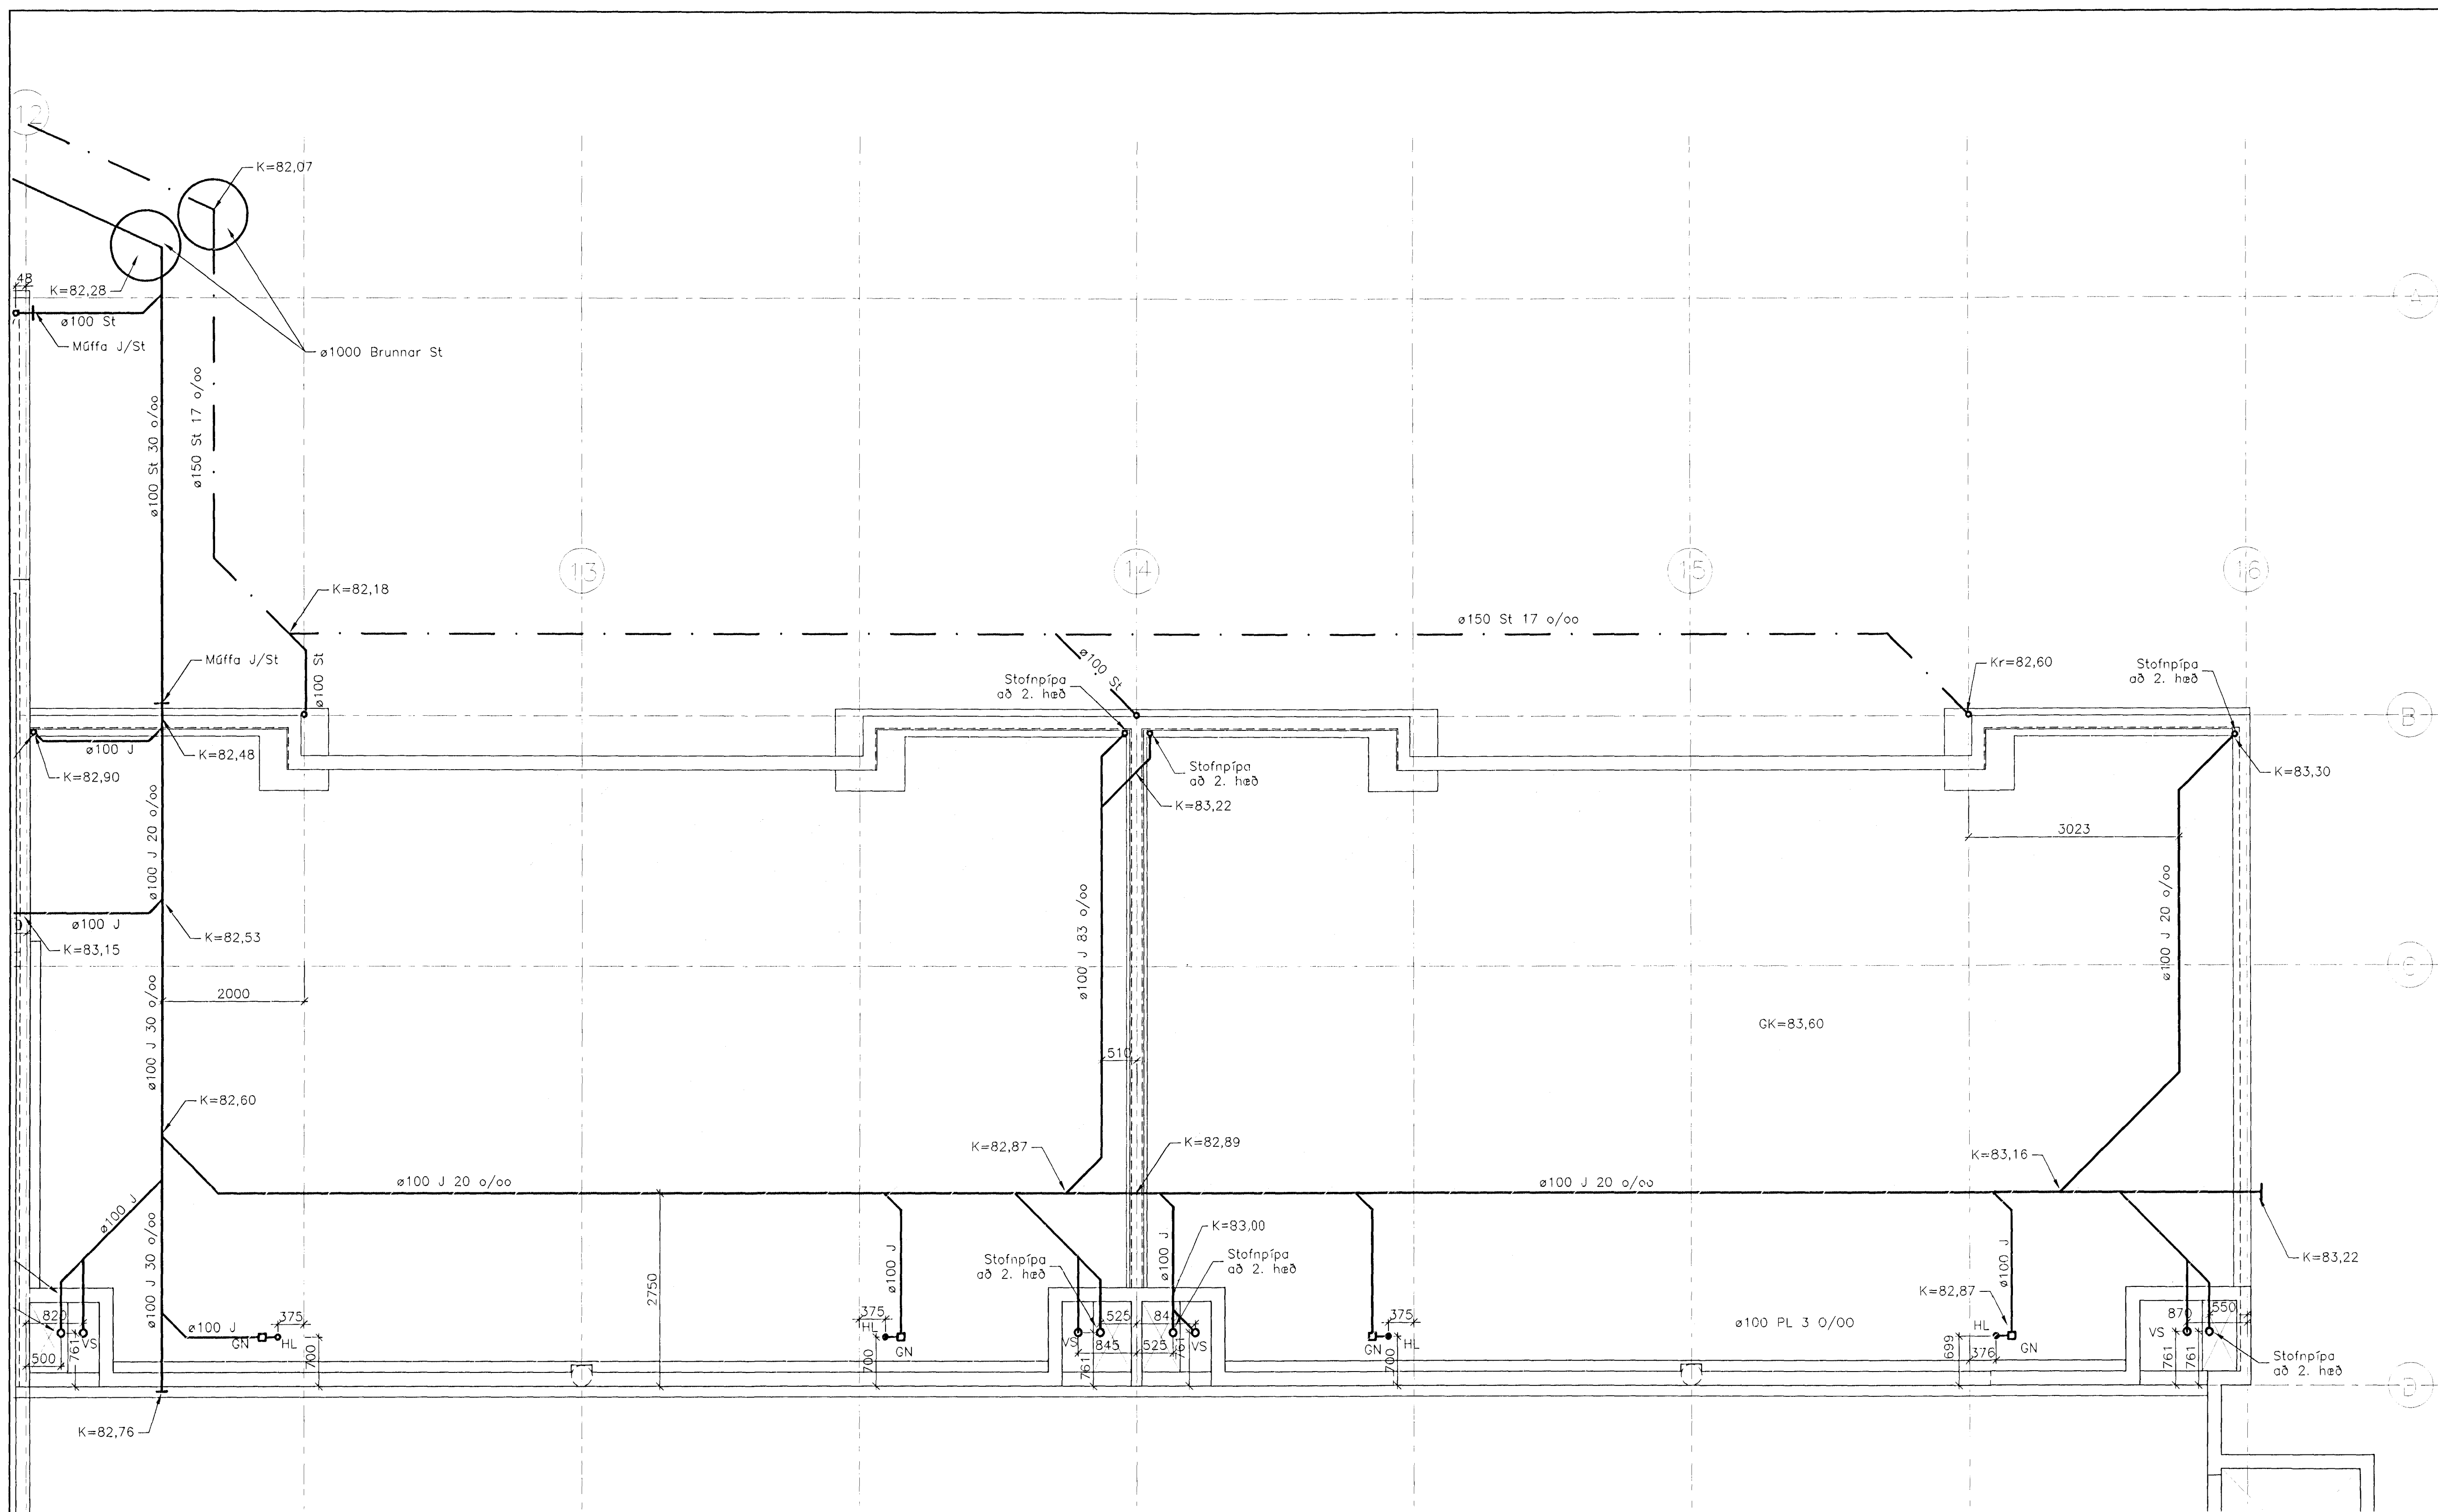 12
K=82,07
48
K=82,28
ø100 St
Múffa J/St
ø1000 Brunnar St
A
ø100 St 30 o/oo
ø150 St 17 o/oo
13
14
15
16
K=82,18
ø150 St 17 o/oo
Múffa J/St
ø100 St
ø100 St
Stofnpípa
að 2. hæð
Kr=82,60
Stofnpípa
að 2. hæð
B
ø100 J
K=82,48
K=82,90
Stofnpípa
að 2. hæð
K=83,22
K=83,30
3023
ø100 J 20 o/oo
ø100 J 83 o/oo
ø100 J 20 o/oo
ø100 J
K=82,53
K=83,15
C
2000
ø100 J 30 o/oo
GK=83,60
510
K=82,60
K=82,87
K=82,89
K=83,16
ø100 J 20 o/oo
ø100 J 20 o/oo
ø100 J
ø100 J 30 o/oo
2750
ø100 J
Stofnpípa
að 2. hæð
ø100 J
K=83,00
Stofnpípa
að 2. hæð
ø100 J
K=83,22
K=82,87
820
761
VS
500
ø100 J
375
GN
HL
700
375
HL
GN
700
VS
525
845
761
525
761
VS
375
GN
HL
700
ø100 PL 3 O/OO
699
HL
376
GN
870
550
VS
761
761
Stofnpípa
að 2. hæð
D
K=82,76